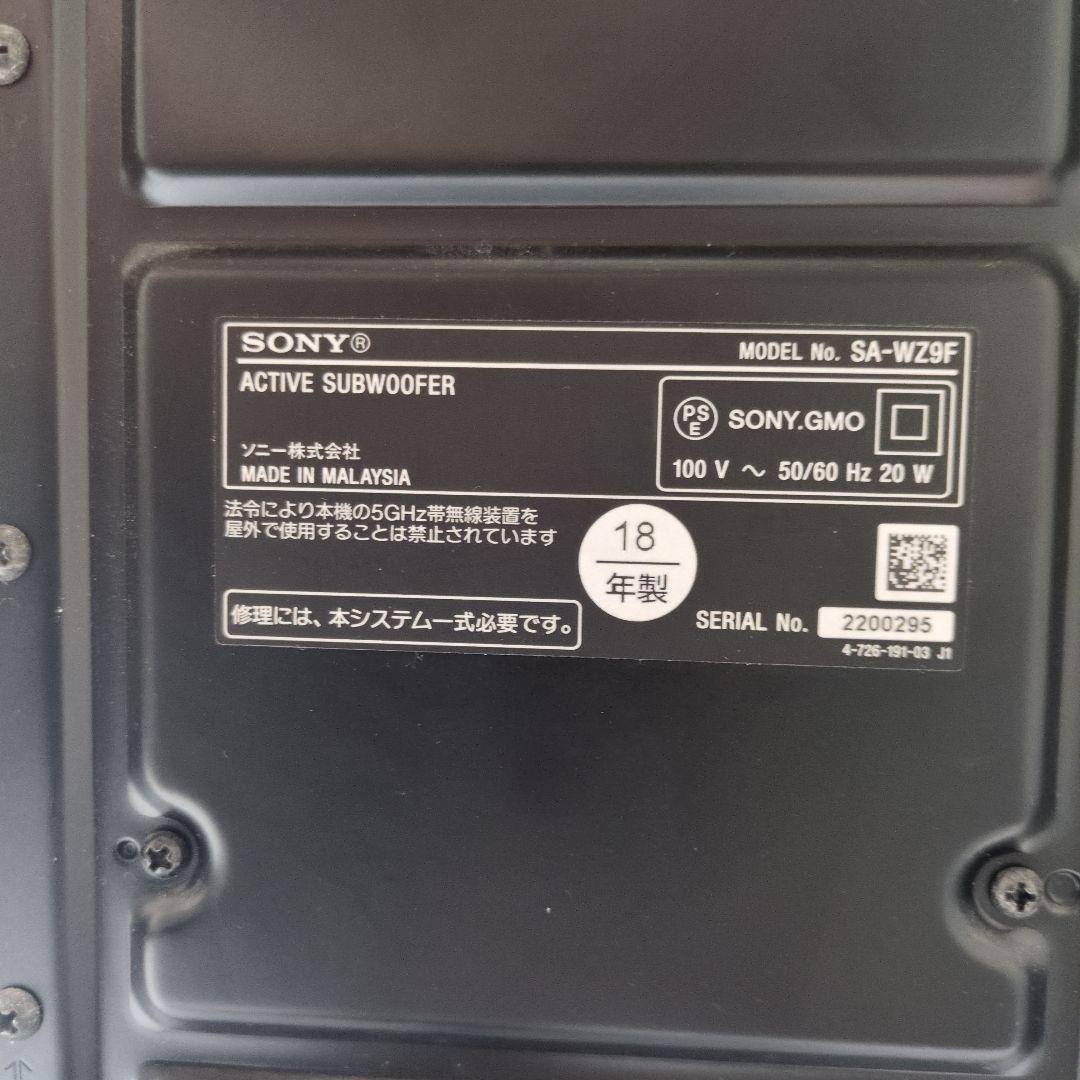 SONY®
MODEL No. SA-WZ9F
ACTIVE SUBWOOFER
PSE SONY.GMO
ソニー株式会社
MADE IN MALAYSIA
100 V ～ 50/60 Hz 20 W
法令により本機の5GHz帯無線装置を
屋外で使用することは禁止されています
18
年製
修理には、本システム一式必要です。
SERIAL No. 2200295
4-726-191-03 J1